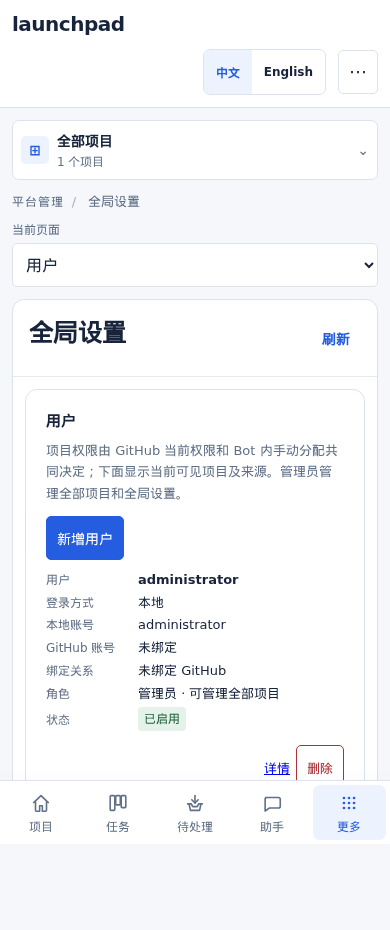 launchpad
中文 English ...
全部项目
1 个项目
平台管理 / 全局设置
当前页面
用户
全局设置
刷新
用户
项目权限由 GitHub 当前权限和 Bot 内手动分配共
同决定；下面显示当前可见项目及来源。管理员管
理全部项目和全局设置。
新增用户
用户 administrator
登录方式 本地
本地账号 administrator
GitHub 账号 未绑定
绑定关系 未绑定 GitHub
角色 管理员 · 可管理全部项目
状态 已启用
详情 删除
项目 任务 待处理 助手 更多